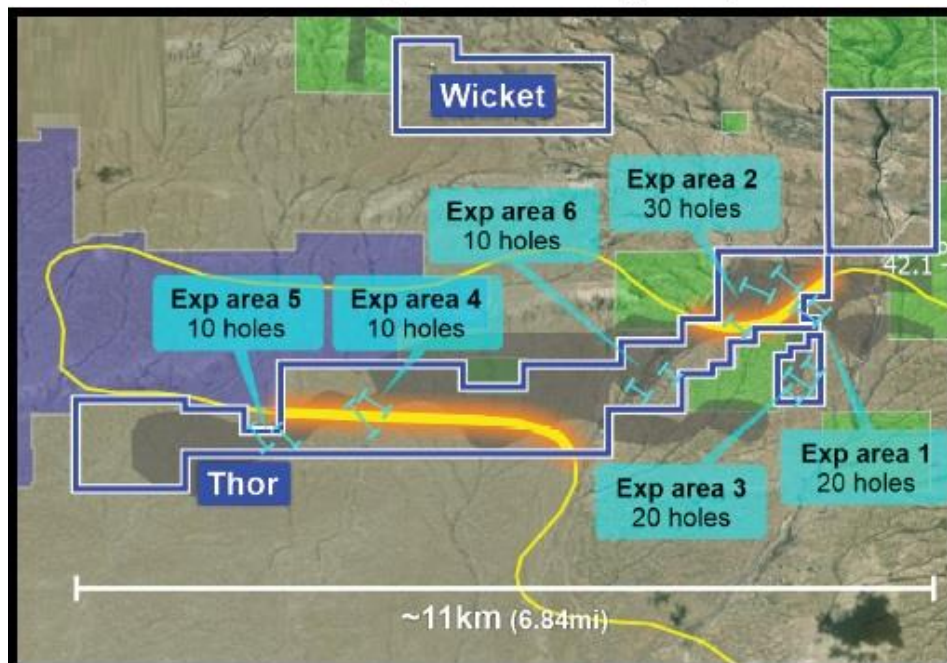 Wicket
Exp area 2
30 holes
Exp area 6
10 holes
42.1
Exp area 5
10 holes
Exp area 4
10 holes
Thor
Exp area 3
20 holes
Exp area 1
20 holes
~11km (6.84mi)